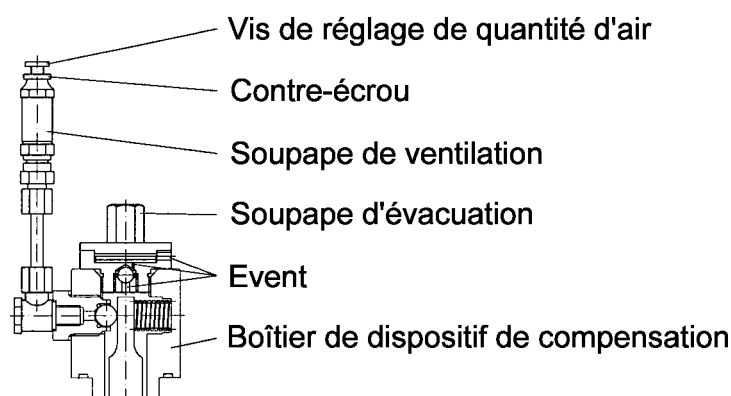 Vis de réglage de quantité d'air
Contre-écrou
Soupape de ventilation
Soupape d'évacuation
Event
Boîtier de dispositif de compensation